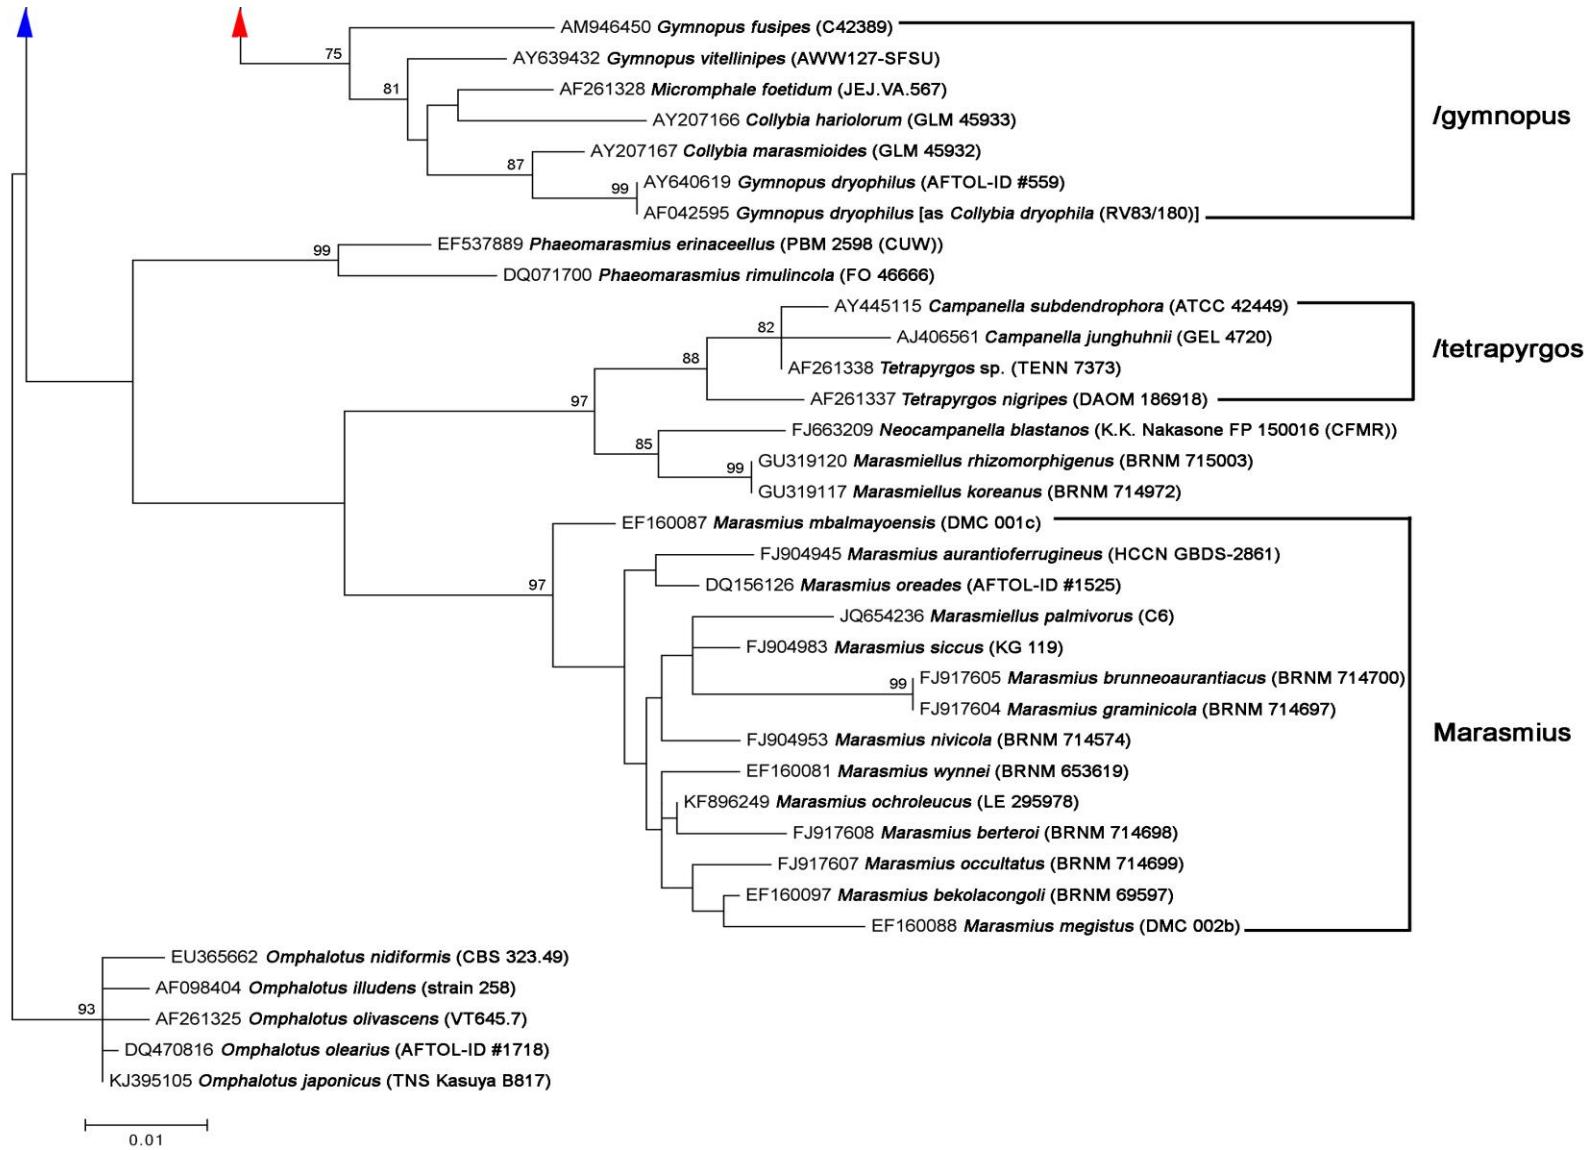 AM946450 Gymnopus fusipes (C42389)
75
AY639432 Gymnopus vitellinipes (AWW127-SFSU)
81
AF261328 Micromphale foetidum (JEJ.VA.567)
/gymnopus
AY207166 Collybia hariolorum (GLM 45933)
AY207167 Collybia marasmioides (GLM 45932)
87
AY640619 Gymnopus dryophilus (AFTOL-ID #559)
99
AF042595 Gymnopus dryophilus [as Collybia dryophila (RV83/180)]
EF537889 Phaeomarasmius erinaceellus (PBM 2598 (CUW))
99
DQ071700 Phaeomarasmius rimulincola (FO 46666)
AY445115 Campanella subdendrophora (ATCC 42449)
82
AJ406561 Campanella junghuhnii (GEL 4720)
/tetrapyrgos
88
AF261338 Tetrapyrgos sp. (TENN 7373)
AF261337 Tetrapyrgos nigripes (DAOM 186918)
97
FJ663209 Neocampanella blastanos (K.K. Nakasone FP 150016 (CFMR))
85
GU319120 Marasmiellus rhizomorphigenus (BRNM 715003)
99
GU319117 Marasmiellus koreanus (BRNM 714972)
EF160087 Marasmius mbalmayoensis (DMC 001c)
FJ904945 Marasmius aurantioferrugineus (HCCN GBDS-2861)
97
DQ156126 Marasmius oreades (AFTOL-ID #1525)
JQ654236 Marasmiellus palmivorus (C6)
FJ904983 Marasmius siccus (KG 119)
FJ917605 Marasmius brunneoaurantiacus (BRNM 714700)
99
FJ917604 Marasmius graminicola (BRNM 714697)
Marasmius
FJ904953 Marasmius nivicola (BRNM 714574)
EF160081 Marasmius wynnei (BRNM 653619)
KF896249 Marasmius ochroleucus (LE 295978)
FJ917608 Marasmius berteroi (BRNM 714698)
FJ917607 Marasmius occultatus (BRNM 714699)
EF160097 Marasmius bekolacongoli (BRNM 69597)
EF160088 Marasmius megistus (DMC 002b)
EU365662 Omphalotus nidiformis (CBS 323.49)
AF098404 Omphalotus illudens (strain 258)
93
AF261325 Omphalotus olivascens (VT645.7)
DQ470816 Omphalotus olearius (AFTOL-ID #1718)
KJ395105 Omphalotus japonicus (TNS Kasuya B817)
0.01